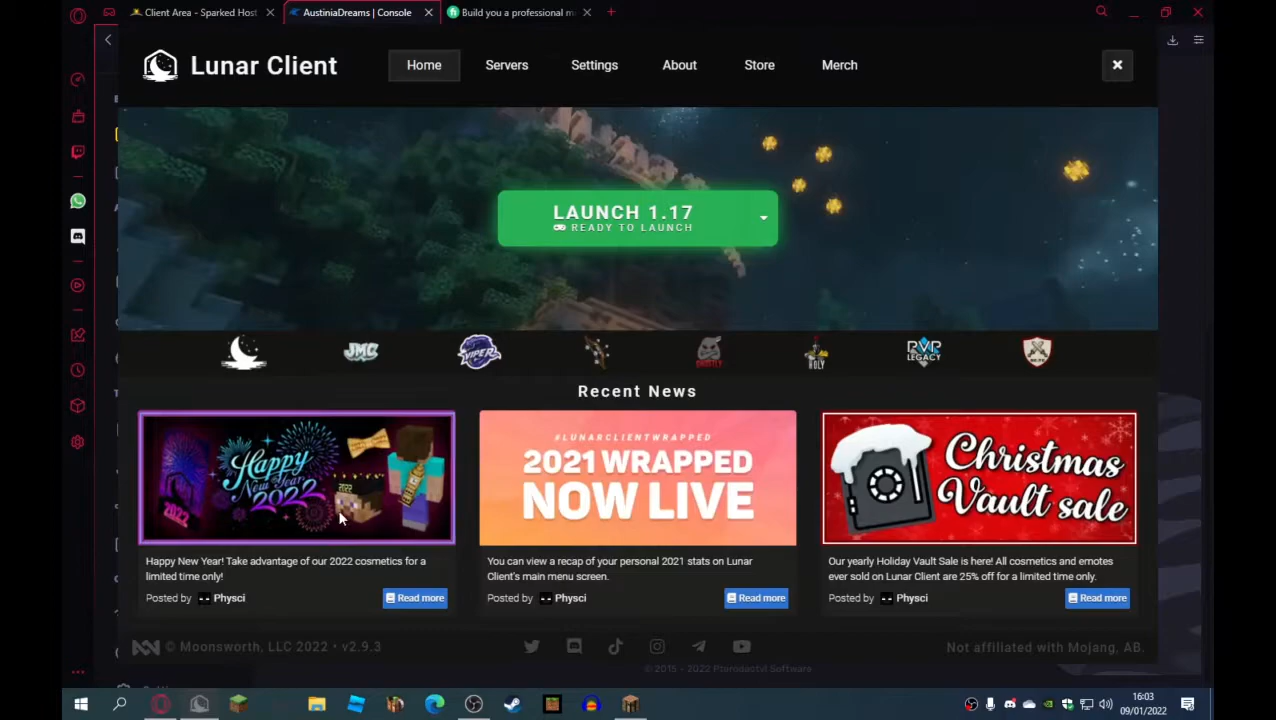 Client Area - Sparked Host
AustiniaDreams | Console
Build you a professional m
Lunar Client
Home
Servers
Settings
About
Store
Merch
LAUNCH 1.17
READY TO LAUNCH
JMC
VIPER
GHOSTLY
HOLY
PVP
LEGACY
Recent News
Happy
New Year
2022
2022
2022
#LUNARCLIENTWRAPPED
2021 WRAPPED
NOW LIVE
Christmas
Vault sale
Happy New Year! Take advantage of our 2022 cosmetics for a
limited time only!
Posted by Physci
Read more
You can view a recap of your personal 2021 stats on Lunar
Client's main menu screen.
Posted by Physci
Read more
Our yearly Holiday Vault Sale is here! All cosmetics and emotes
ever sold on Lunar Client are 25% off for a limited time only.
Posted by Physci
Read more
© Moonsworth, LLC 2022 • v2.9.3
Not affiliated with Mojang, AB.
© 2015 - 2022 Pterodactyl Software
16:03
09/01/2022